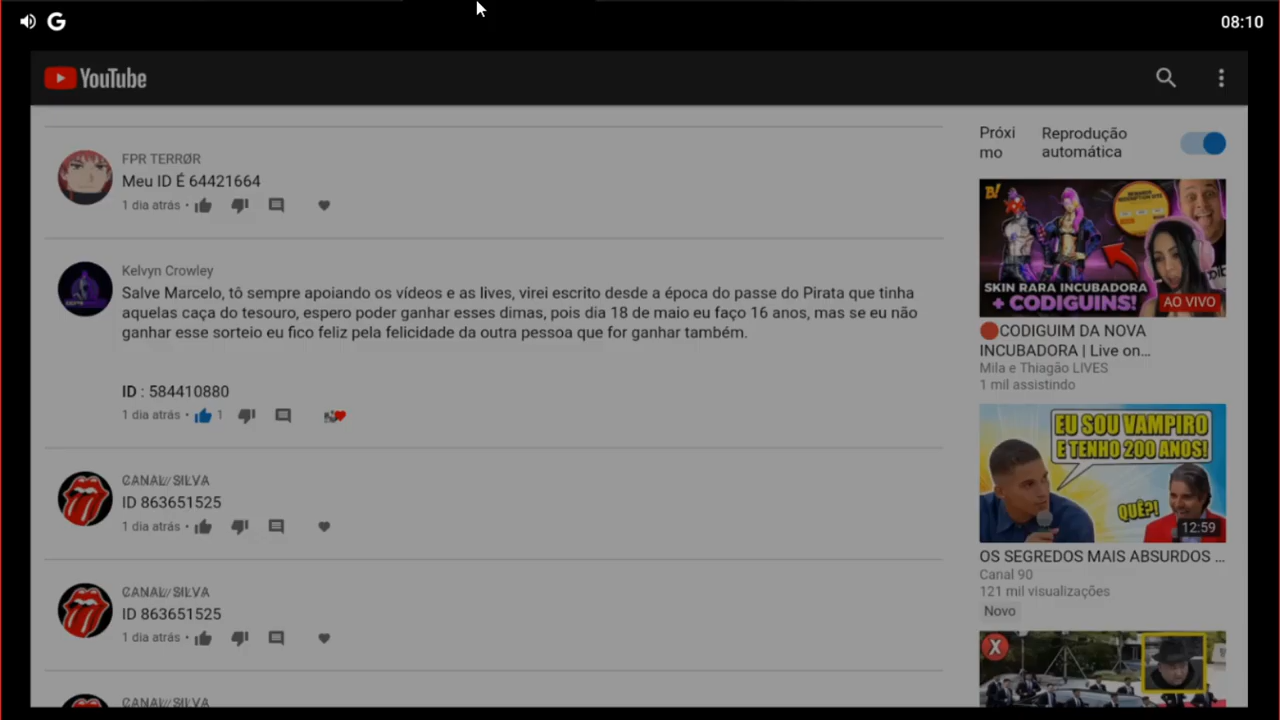 08:10
YouTube
FPR TERRØR
Meu ID É 64421664
1 dia atrás •
Kelvyn Crowley
Salve Marcelo, tô sempre apoiando os vídeos e as lives, virei escrito desde a época do passe do Pirata que tinha
aquelas caça do tesouro, espero poder ganhar esses dimas, pois dia 18 de maio eu faço 16 anos, mas se eu não
ganhar esse sorteio eu fico feliz pela felicidade da outra pessoa que for ganhar também.
ID : 584410880
1 dia atrás • 1
CANAL// SILVA
ID 863651525
1 dia atrás •
CANAL// SILVA
ID 863651525
1 dia atrás •
CANAL// SILVA
Próxi
mo
Reprodução
automática
SKIN RARA INCUBADORA
+ CODIGUINS!
AO VIVO
CODIGUIM DA NOVA
INCUBADORA | Live on...
Mila e Thiagão LIVES
1 mil assistindo
EU SOU VAMPIRO
E TENHO 200 ANOS!
QUÊ?!
12:59
OS SEGREDOS MAIS ABSURDOS ...
Canal 90
121 mil visualizações
Novo
X